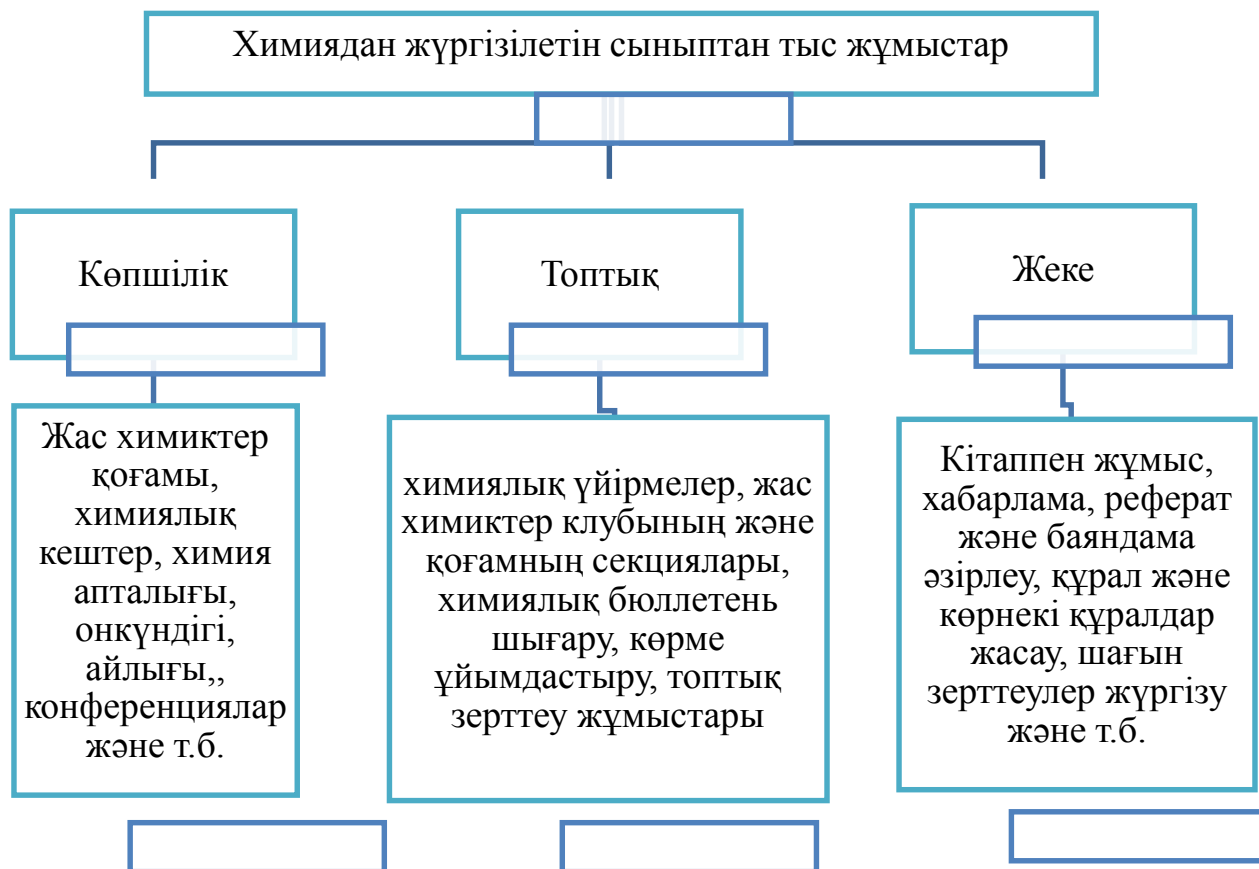 Химиядан жүргізілетін сыныптан тыс жұмыстар
Көпшілік
Топтық
Жеке
Жас химиктер
қоғамы,
химиялық
кештер, химия
апталығы,
онкүндігі,
айлығы,,
конференциялар
және т.б.
химиялық үйірмелер, жас
химиктер клубының және
қоғамның секциялары,
химиялық бюллетень
шығару, көрме
ұйымдастыру, топтық
зерттеу жұмыстары
Кітаппен жұмыс,
хабарлама, реферат
және баяндама
әзірлеу, құрал және
көрнекі құралдар
жасау, шағын
зерттеулер жүргізу
және т.б.